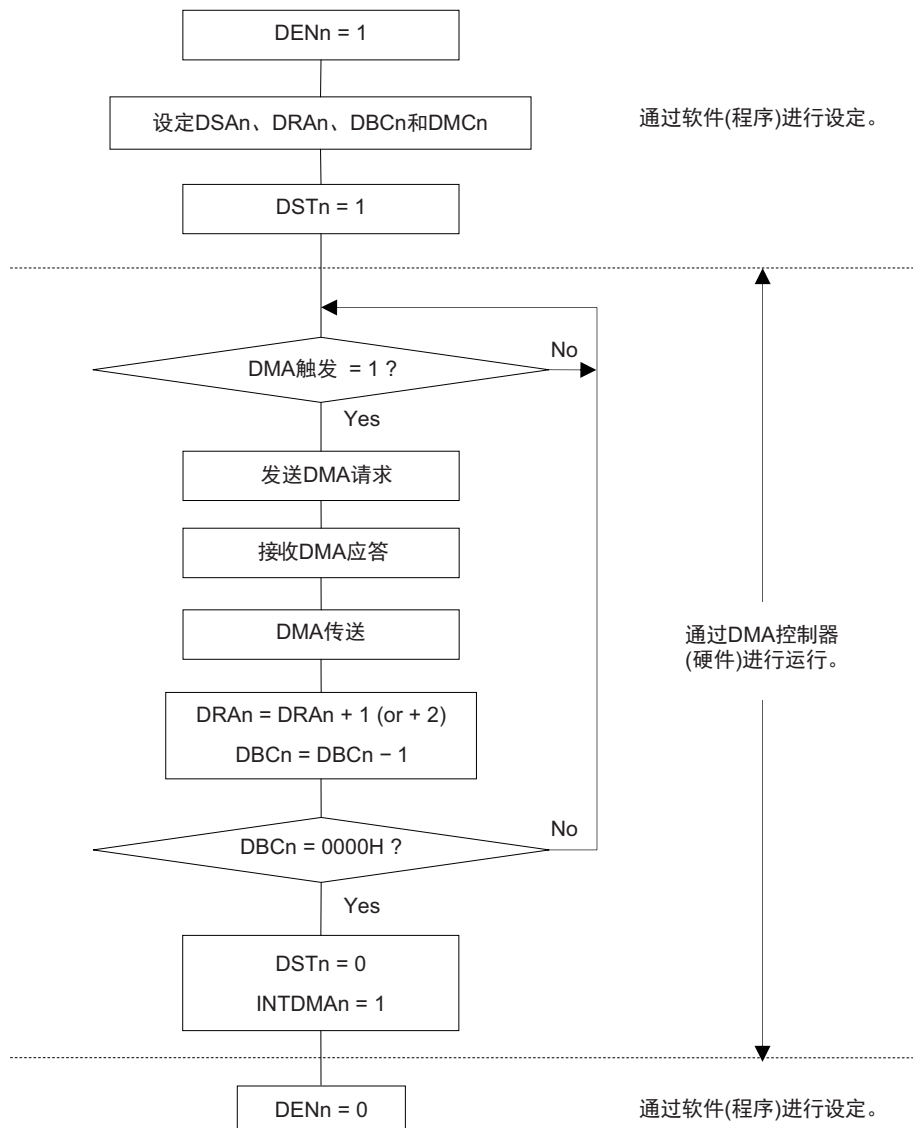 DENn = 1
设定DSAn、DRAn、DBCn和DMCn
通过软件(程序)进行设定。
DSTn = 1
DMA触发 = 1 ?
No
Yes
发送DMA请求
接收DMA应答
DMA传送
通过DMA控制器
(硬件)进行运行。
DRAn = DRAn + 1 (or + 2)
DBCn = DBCn − 1
DBCn = 0000H ?
No
Yes
DSTn = 0
INTDMAn = 1
DENn = 0
通过软件(程序)进行设定。